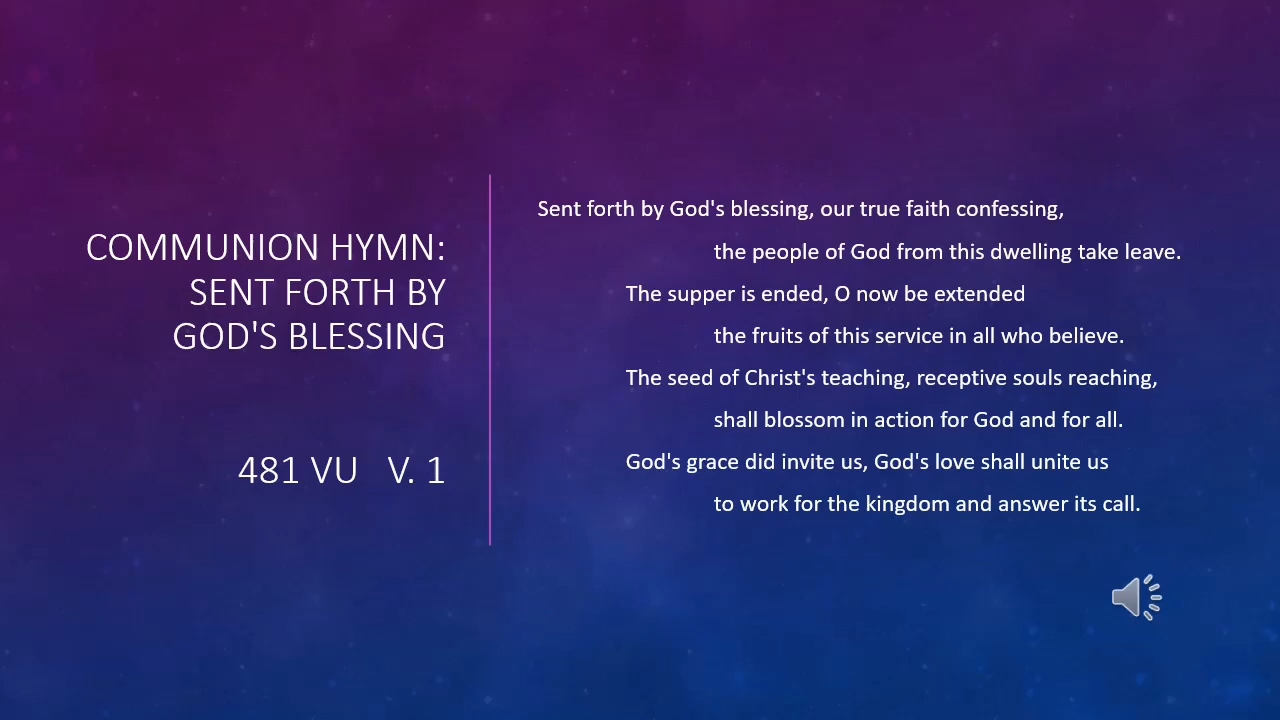 COMMUNION HYMN:
SENT FORTH BY
GOD'S BLESSING
481 VU V. 1
Sent forth by God's blessing, our true faith confessing,
the people of God from this dwelling take leave.
The supper is ended, O now be extended
the fruits of this service in all who believe.
The seed of Christ's teaching, receptive souls reaching,
shall blossom in action for God and for all.
God's grace did invite us, God's love shall unite us
to work for the kingdom and answer its call.